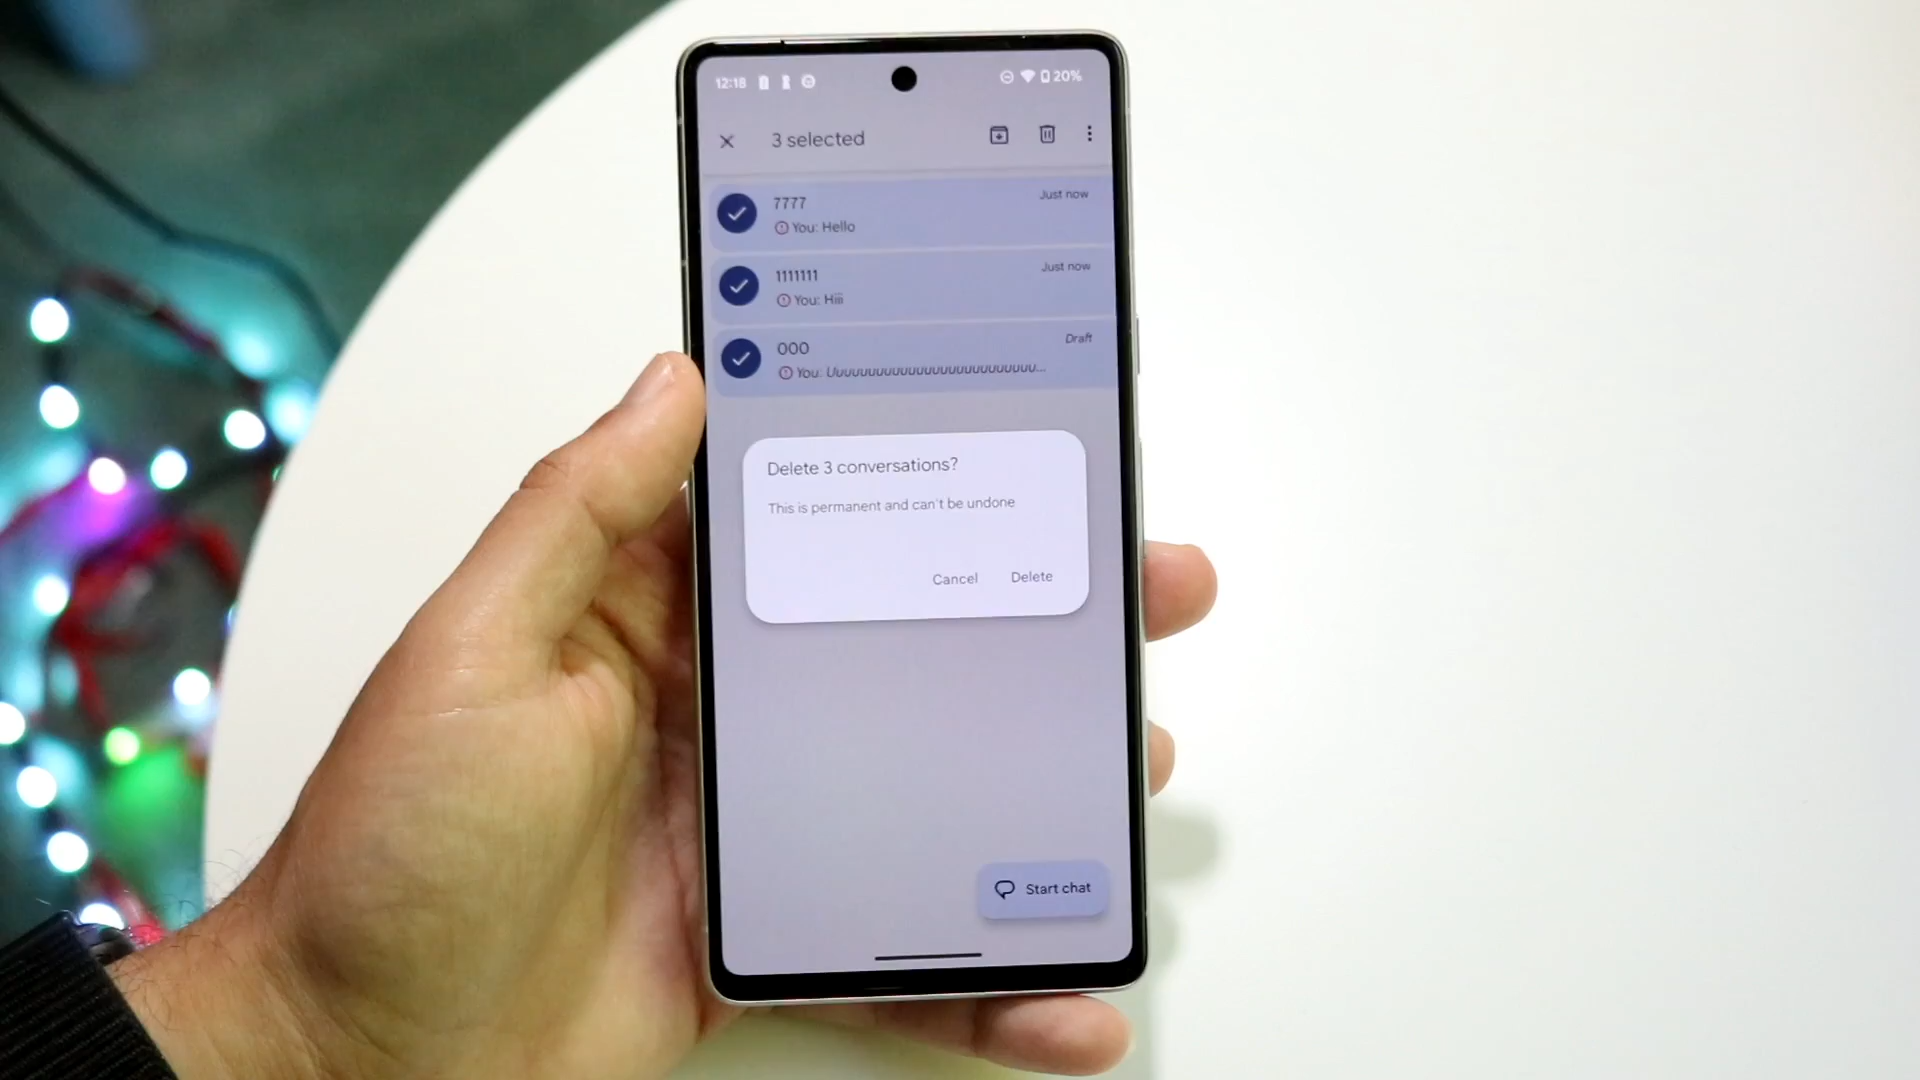 12:18
20%
3 selected
7777
Just now
You: Hello
1111111
Just now
You: Hiii
000
Draft
You: Uuuuuuuuuuuuuuuuuuuuuuuuuu...
Delete 3 conversations?
This is permanent and can't be undone
Cancel
Delete
Start chat